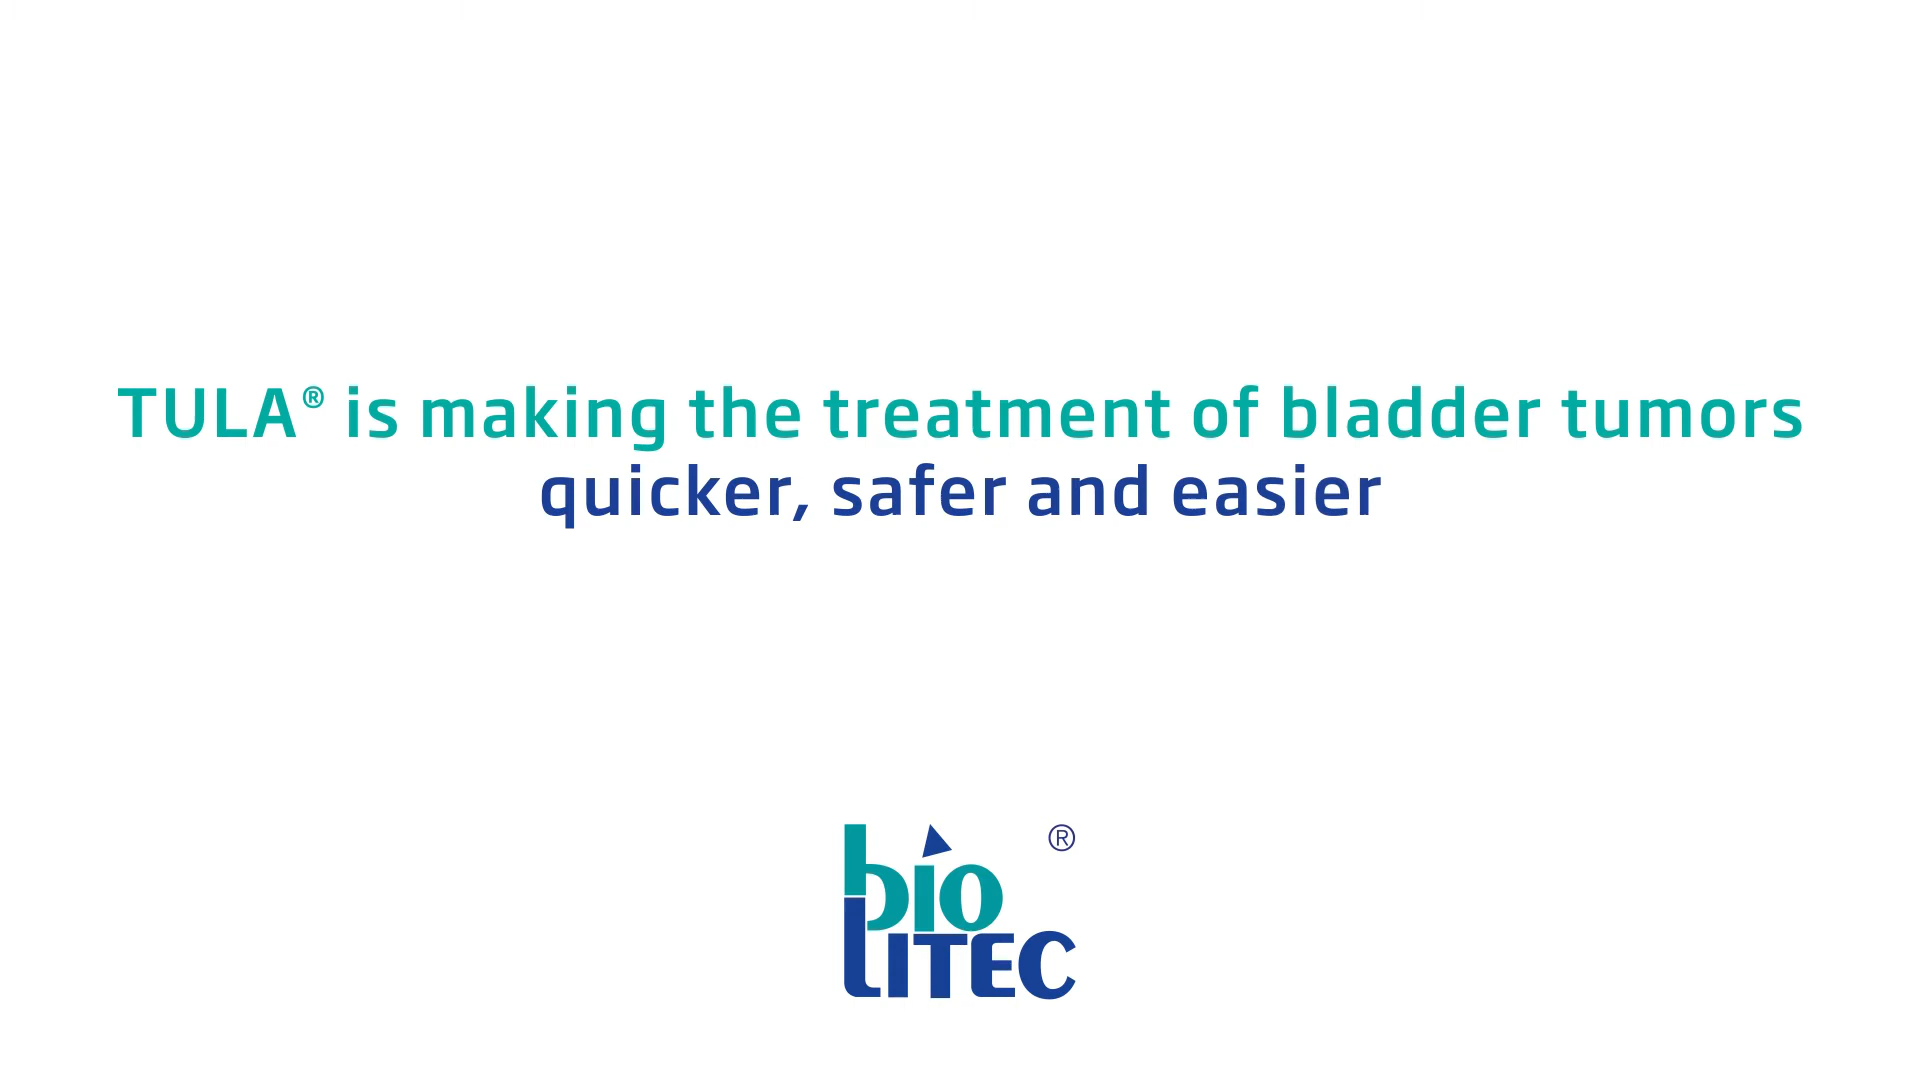 TULA® is making the treatment of bladder tumors
quicker, safer and easier
bio ®
LITEC